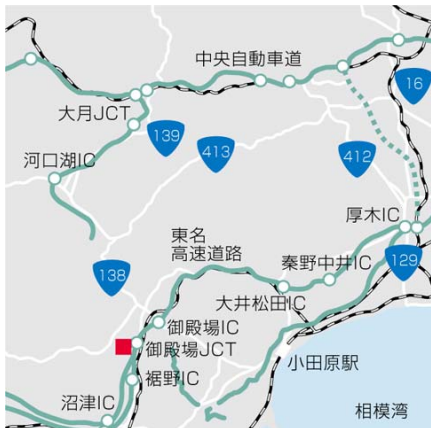 中央自動車道
16
大月JCT
139
413
412
河口湖IC
厚木IC
東名
高速道路
秦野中井IC
129
138
大井松田IC
御殿場IC
御殿場JCT
小田原駅
裾野IC
沼津IC
相模湾